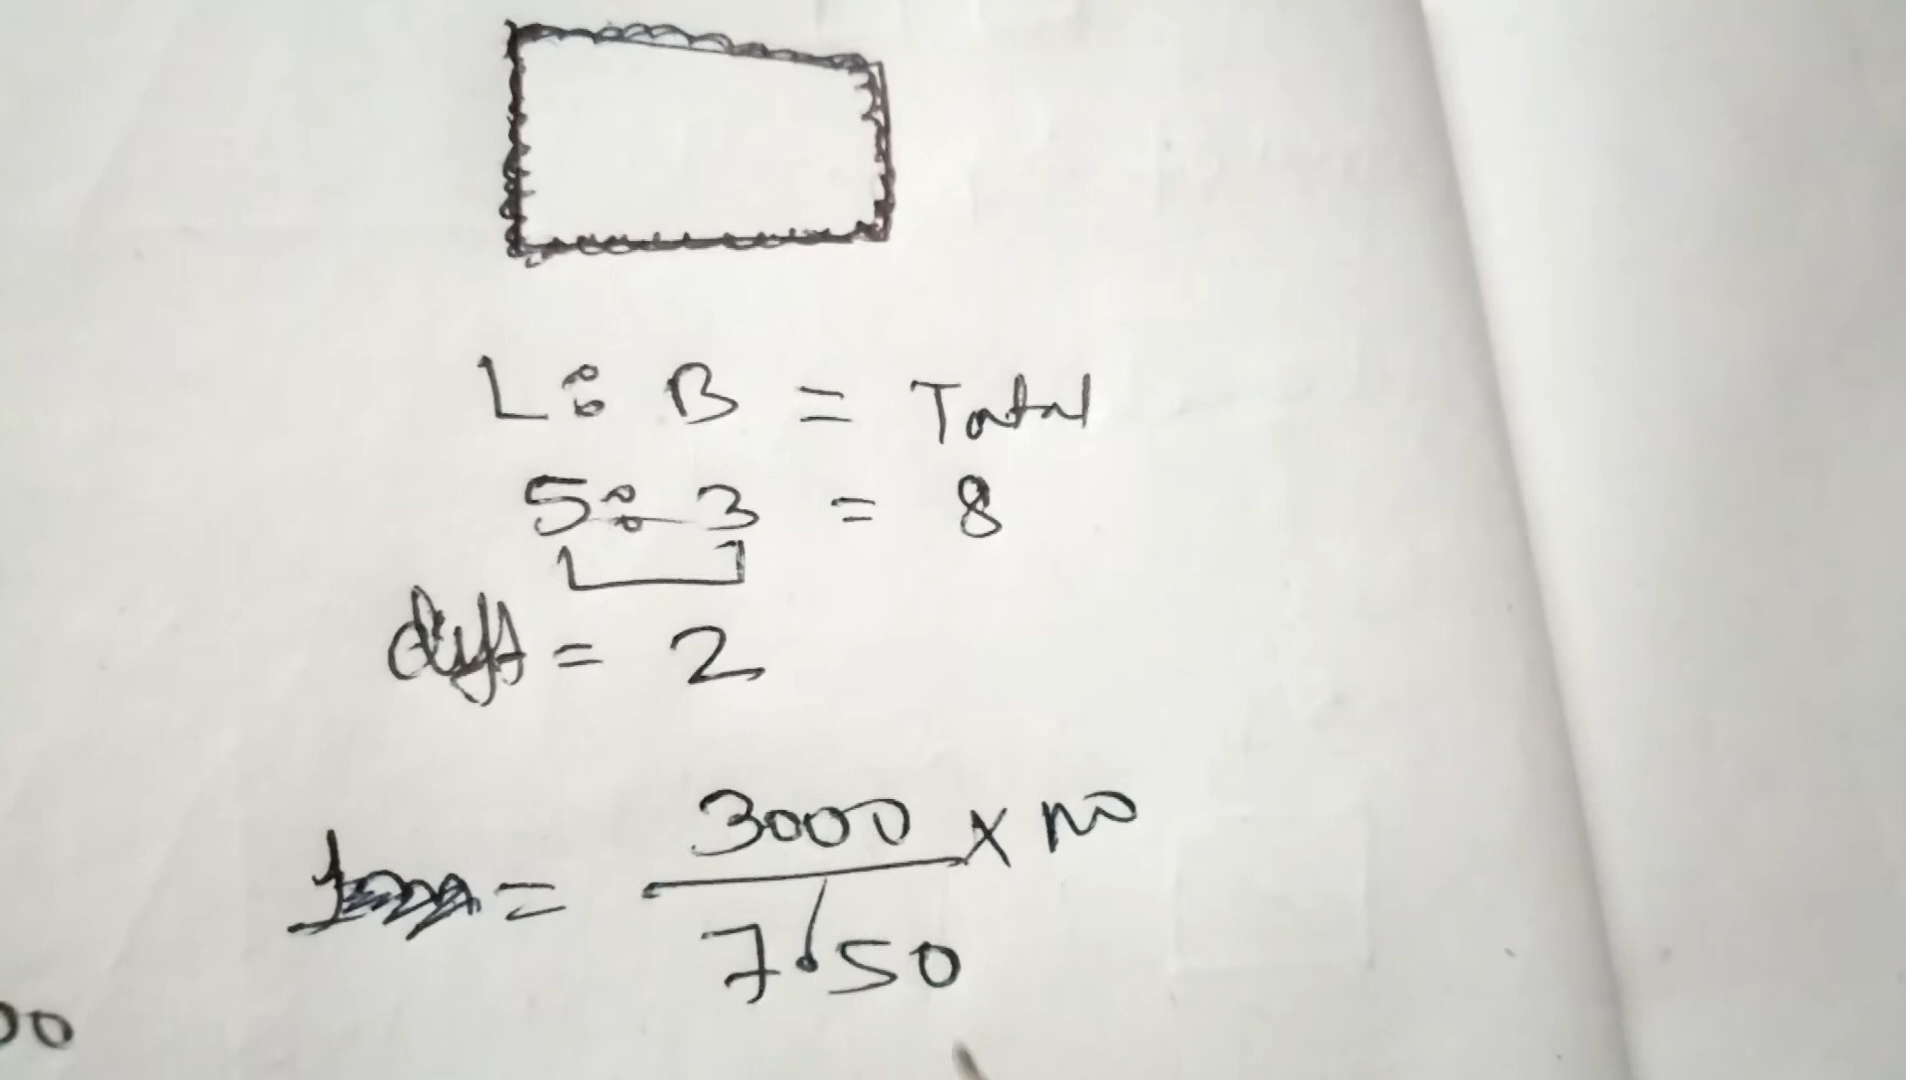 L : B = Total
5 : 3 = 8
diff = 2
= 3000 × 100
7.50
00